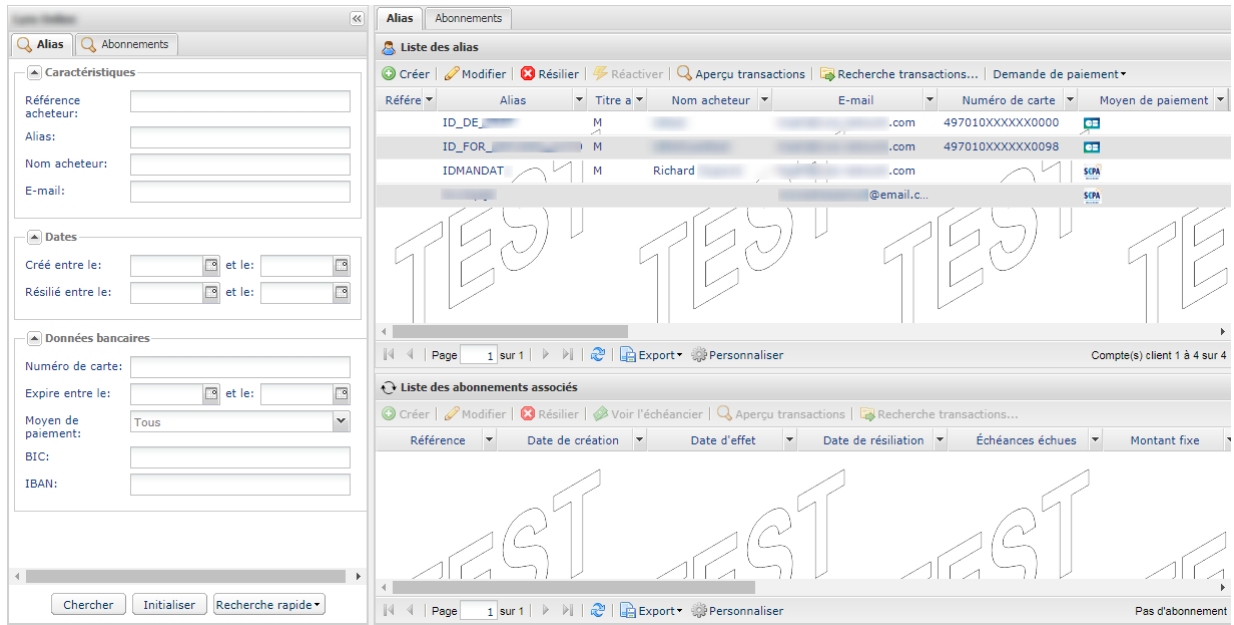 Alias Abonnements
Caractéristiques
Référence acheteur:
Alias:
Nom acheteur:
E-mail:
Dates
Créé entre le: et le:
Résilié entre le: et le:
Données bancaires
Numéro de carte:
Expire entre le: et le:
Moyen de paiement: Tous
BIC:
IBAN:
Chercher Initialiser Recherche rapide
Alias Abonnements
Liste des alias
Créer Modifier Résilier Réactiver Aperçu transactions Recherche transactions... Demande de paiement
Référe Alias Titre a Nom acheteur E-mail Numéro de carte Moyen de paiement
ID_DE_ M .com 497010XXXXXX0000 CB
ID_FOR_ M .com 497010XXXXXX0098 CB
IDMANDAT M Richard .com SEPA
@email.c... SEPA
TEST TEST TEST TEST
Page 1 sur 1 Export Personnaliser Compte(s) client 1 à 4 sur 4
Liste des abonnements associés
Créer Modifier Résilier Voir l'échéancier Aperçu transactions Recherche transactions...
Référence Date de création Date d'effet Date de résiliation Échéances échues Montant fixe
TEST TEST TEST
Page 1 sur 1 Export Personnaliser Pas d'abonnement